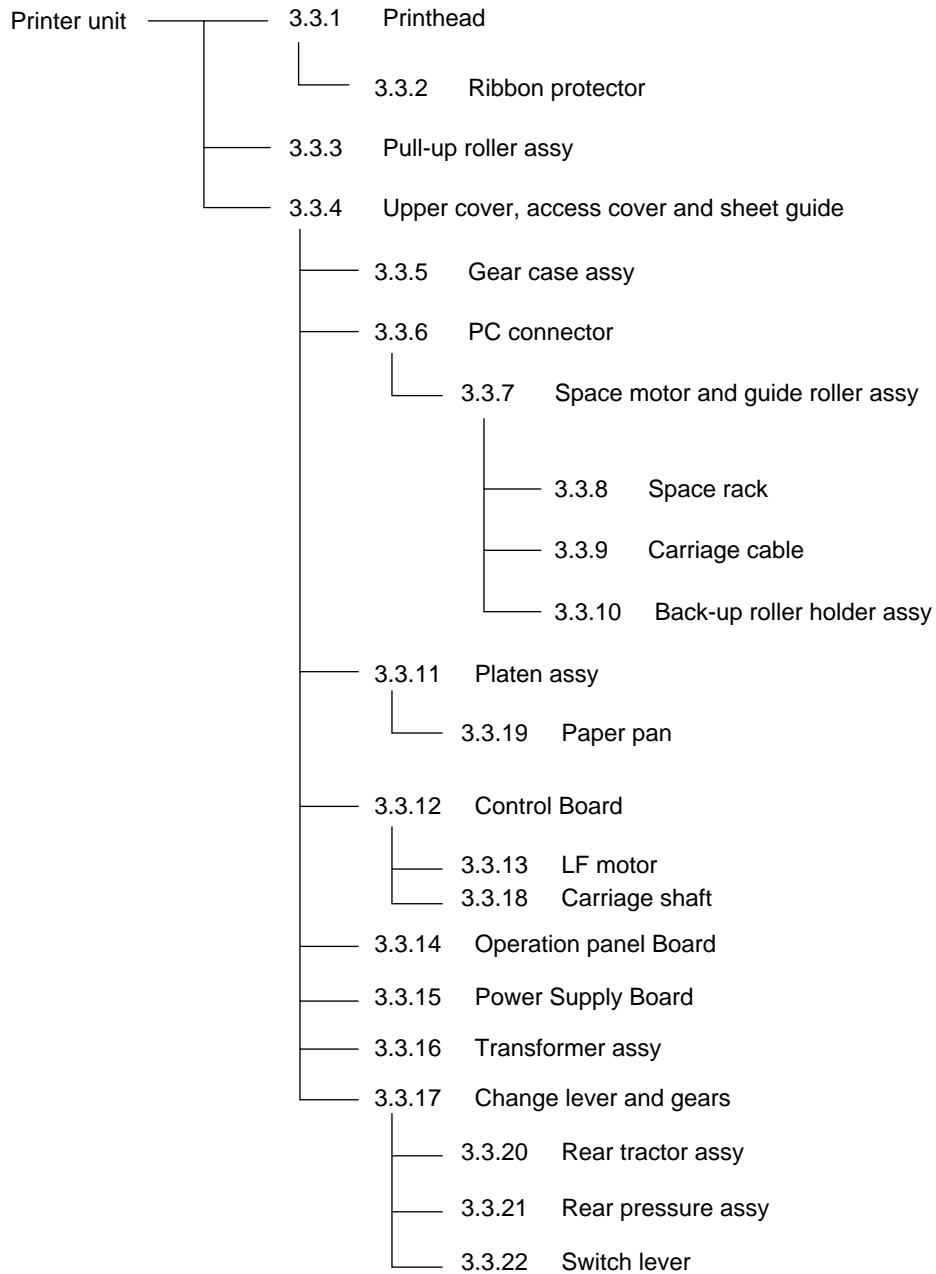 Printer unit 3.3.1 Printhead
3.3.2 Ribbon protector
3.3.3 Pull-up roller assy
3.3.4 Upper cover, access cover and sheet guide
3.3.5 Gear case assy
3.3.6 PC connector
3.3.7 Space motor and guide roller assy
3.3.8 Space rack
3.3.9 Carriage cable
3.3.10 Back-up roller holder assy
3.3.11 Platen assy
3.3.19 Paper pan
3.3.12 Control Board
3.3.13 LF motor
3.3.18 Carriage shaft
3.3.14 Operation panel Board
3.3.15 Power Supply Board
3.3.16 Transformer assy
3.3.17 Change lever and gears
3.3.20 Rear tractor assy
3.3.21 Rear pressure assy
3.3.22 Switch lever